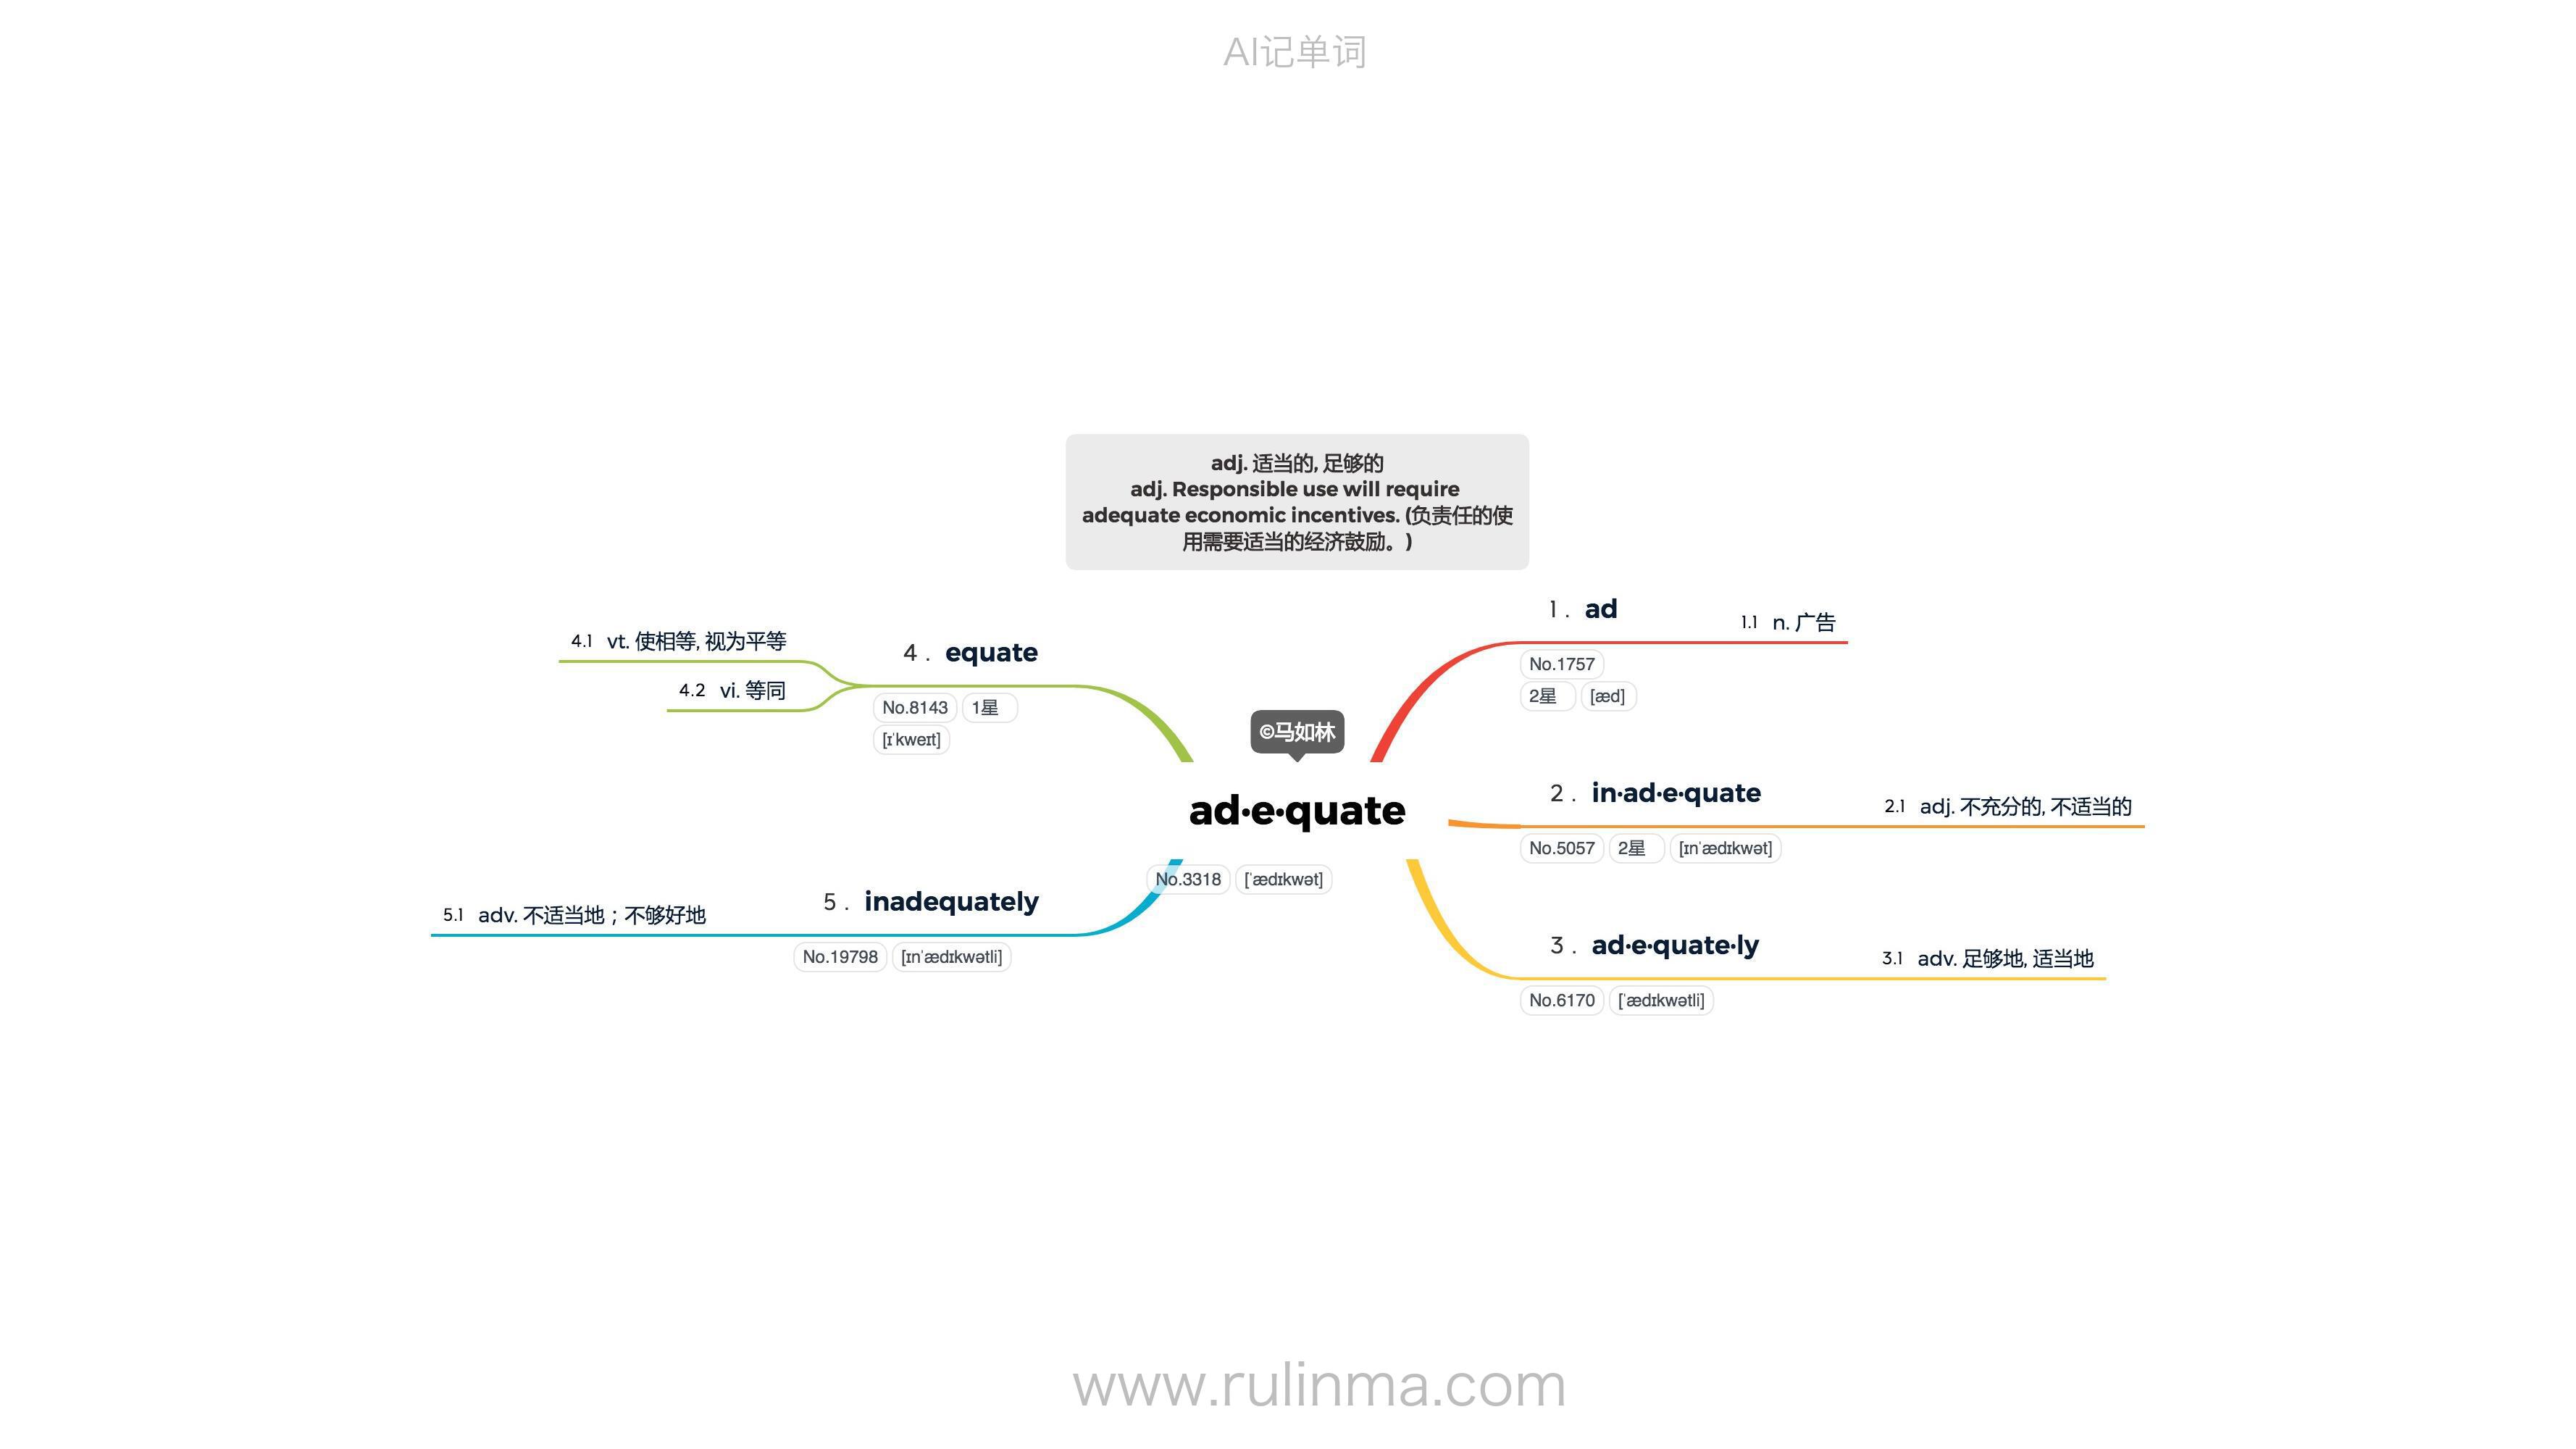 AI记单词
adj. 适当的, 足够的
adj. Responsible use will require
adequate economic incentives. (负责任的使
用需要适当的经济鼓励。)
©马如林
ad·e·quate
No.3318 [ˈædɪkwət]
1 . ad
No.1757
2星 [æd]
1.1 n. 广告
2 . in·ad·e·quate
No.5057 2星 [ɪnˈædɪkwət]
2.1 adj. 不充分的, 不适当的
3 . ad·e·quate·ly
No.6170 [ˈædɪkwətli]
3.1 adv. 足够地, 适当地
4 . equate
No.8143 1星
[ɪˈkweɪt]
4.1 vt. 使相等, 视为平等
4.2 vi. 等同
5 . inadequately
No.19798 [ɪnˈædɪkwətli]
5.1 adv. 不适当地；不够好地
www.rulinma.com